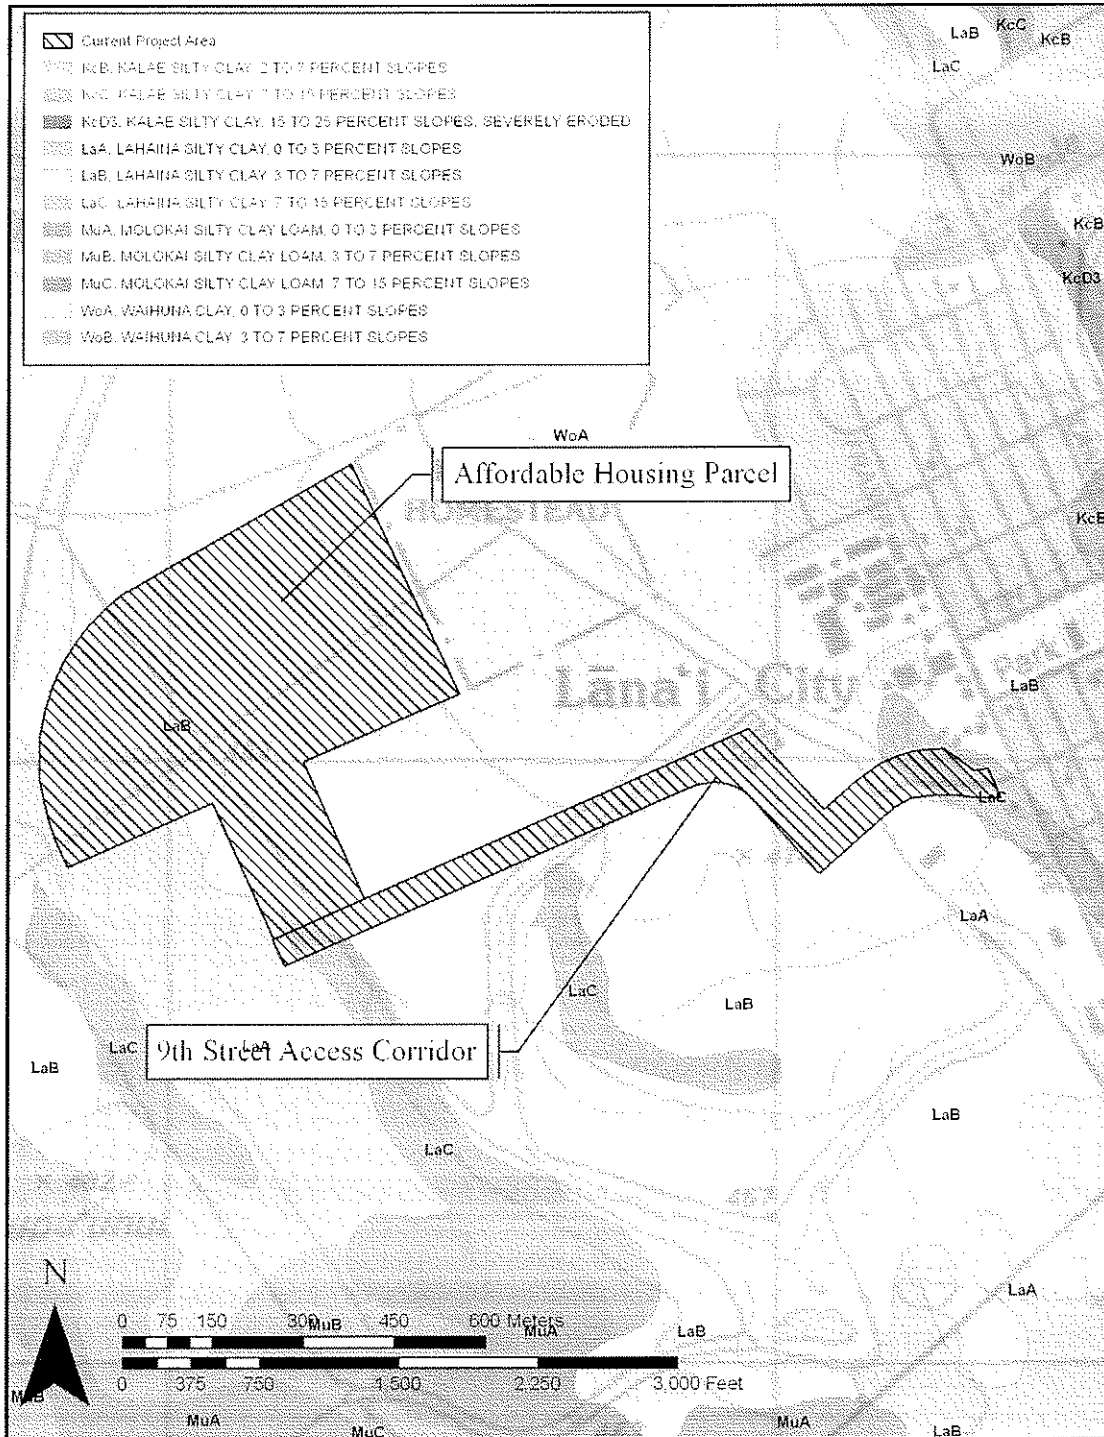 Current Project Area
KcB, KALAE SILTY CLAY, 2 TO 7 PERCENT SLOPES
KcC, KALAE SILTY CLAY, 7 TO 15 PERCENT SLOPES
KcD3, KALAE SILTY CLAY, 15 TO 25 PERCENT SLOPES, SEVERELY ERODED
LaA, LAHAINA SILTY CLAY, 0 TO 3 PERCENT SLOPES
LaB, LAHAINA SILTY CLAY, 3 TO 7 PERCENT SLOPES
LaC, LAHAINA SILTY CLAY, 7 TO 15 PERCENT SLOPES
MuA, MOLOKAI SILTY CLAY LOAM, 0 TO 3 PERCENT SLOPES
MuB, MOLOKAI SILTY CLAY LOAM, 3 TO 7 PERCENT SLOPES
MuC, MOLOKAI SILTY CLAY LOAM, 7 TO 15 PERCENT SLOPES
WoA, WAIHUNA CLAY, 0 TO 3 PERCENT SLOPES
WoB, WAIHUNA CLAY, 3 TO 7 PERCENT SLOPES
LaB KcC KcB
LaC
WoB
KcB
KcD3
WoA
Affordable Housing Parcel
HOMESTEAD
KcB
Lāna'i City
LaB
LaB
LaC
LaA
LaC
LaB
LaC
9th Street Access Corridor
LaA
LaB
LaB
LaC
LaA
N
0 75 150 300 450 600 Meters
MuB MuA LaB
0 375 750 1,500 2,250 3,000 Feet
MuB
MuA
MuC
MuA
LaB